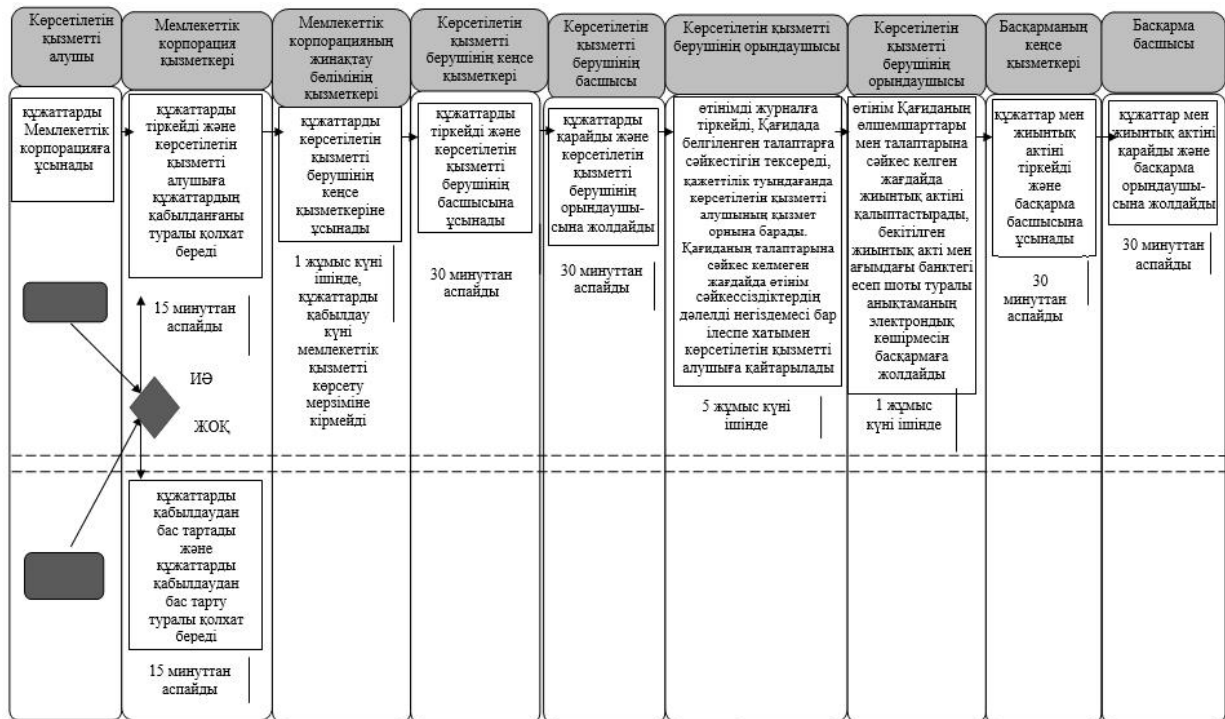 Көрсетілетін
қызметті
алушы
Мемлекеттік
корпорация
қызметкері
Мемлекеттік
корпорацияның
жинақтау
бөлімінің
қызметкері
Көрсетілетін
қызметті
берушінің кеңсе
қызметкері
Көрсетілетін
қызметті
берушінің
басшысы
Көрсетілетін қызметті
берушінің орындаушысы
Көрсетілетін
қызметті
берушінің
орындаушысы
Басқарманың
кеңсе
қызметкері
Басқарма
басшысы
құжаттарды
Мемлекеттік
корпорацияға
ұсынады
құжаттарды
тіркейді және
көрсетілетін
қызметті
алушыға
құжаттардың
қабылданғаны
туралы қолхат
береді
15 минуттан
аспайды
ИӘ
ЖОҚ
құжаттарды
қабылдаудан
бас тартады
және
құжаттарды
қабылдаудан
бас тарту
туралы қолхат
береді
15 минуттан
аспайды
құжаттарды
көрсетілетін
қызметті
берушінің
кеңсе
қызметкеріне
ұсынады
1 жұмыс күні
ішінде,
құжаттарды
қабылдау
күні
мемлекеттік
қызметті
көрсету
мерзіміне
кірмейді
құжаттарды
тіркейді және
көрсетілетін
қызметті
берушінің
басшысына
ұсынады
30 минуттан
аспайды
құжаттарды
қарайды және
көрсетілетін
қызметті
берушінің
орындаушы-
сына жолдайды
30 минуттан
аспайды
өтінімді журналға
тіркейді, Қағидада
белгіленген талаптарға
сәйкестігін тексереді,
қажеттілік туындағанда
көрсетілетін қызметті
алушының қызмет
орнына барады.
Қағиданың талаптарына
сәйкес келмеген
жағдайда өтінім
сәйкессіздіктердің
дәлелді негіздемесі бар
ілеспе хатымен
көрсетілетін қызметті
алушыға қайтарылады
5 жұмыс күні
ішінде
өтінім Қағиданың
өлшемшарттары
мен талаптарына
сәйкес келген
жағдайда
жиынтық актіні
қалыптастырады,
бекітілген
жиынтық акті мен
ағымдағы банктегі
есеп шоты туралы
анықтаманың
электрондық
көшірмесін
басқармаға
жолдайды
1 жұмыс
күні ішінде
құжаттар мен
жиынтық
актіні
тіркейді
және
басқарма
басшысына
ұсынады
30
минуттан
аспайды
құжаттар мен
жиынтық актіні
қарайды және
басқарма
орындаушы-
сына жолдайды
30 минуттан
аспайды